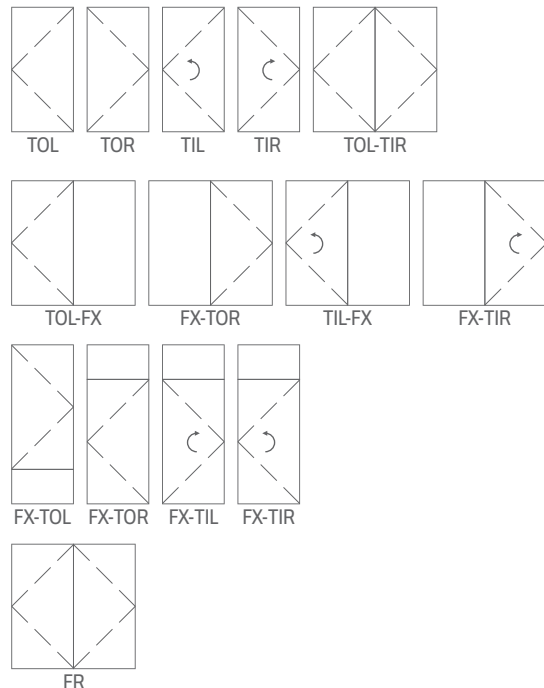 TOL TOR TIL TIR TOL-TIR
TOL-FX FX-TOR TIL-FX FX-TIR
FX-TOL FX-TOR FX-TIL FX-TIR
FR